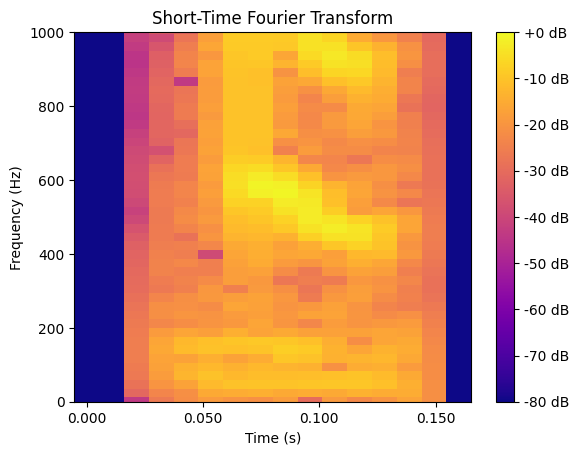 Short-Time Fourier Transform
1000
800
600
400
200
0
Frequency (Hz)
0.000
0.050
0.100
0.150
Time (s)
+0 dB
-10 dB
-20 dB
-30 dB
-40 dB
-50 dB
-60 dB
-70 dB
-80 dB